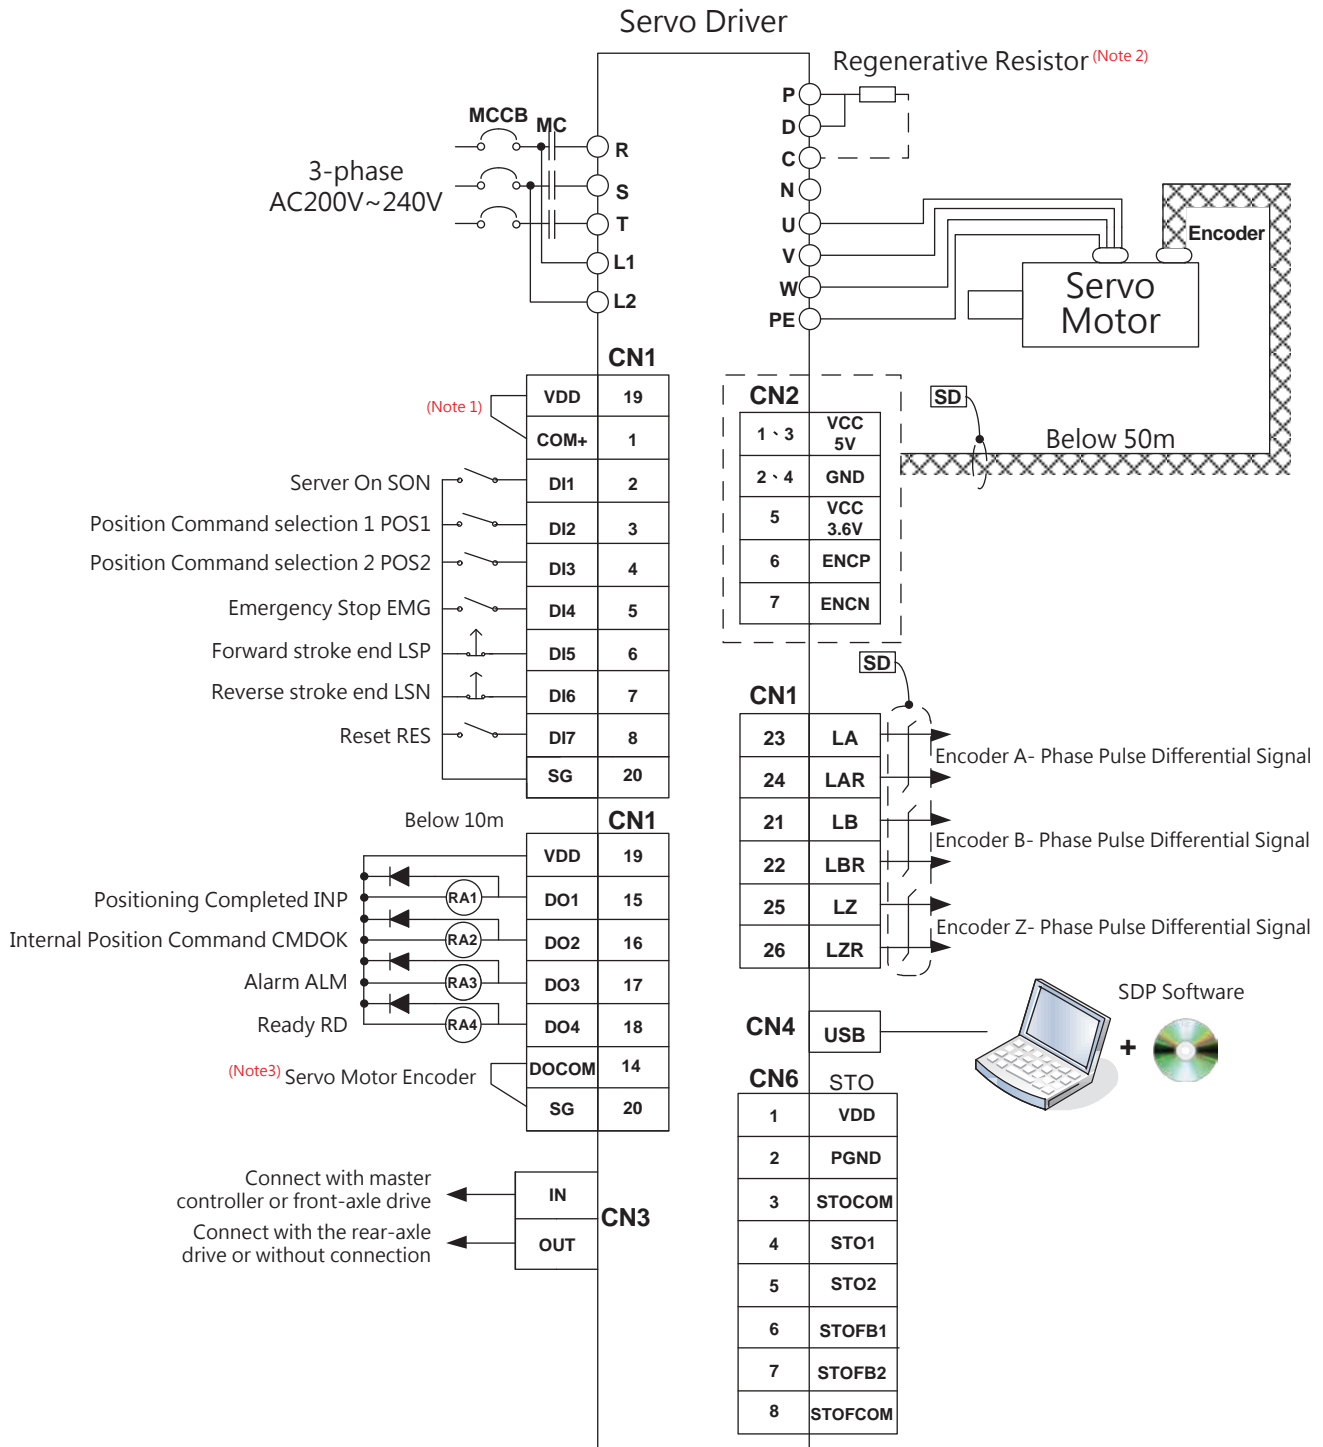 Servo Driver
Regenerative Resistor (Note 2)
MCCB
MC
3-phase
AC200V~240V
R
S
T
L1
L2
P
D
C
N
U
V
W
PE
Encoder
Servo
Motor
CN1
(Note 1)
VDD 19
COM+ 1
Server On SON DI1 2
Position Command selection 1 POS1 DI2 3
Position Command selection 2 POS2 DI3 4
Emergency Stop EMG DI4 5
Forward stroke end LSP DI5 6
Reverse stroke end LSN DI6 7
Reset RES DI7 8
SG 20
Below 10m
CN1
VDD 19
Positioning Completed INP RA1 DO1 15
Internal Position Command CMDOK RA2 DO2 16
Alarm ALM RA3 DO3 17
Ready RD RA4 DO4 18
(Note3) Servo Motor Encoder DOCOM 14
SG 20
Connect with master
controller or front-axle drive
IN
Connect with the rear-axle
drive or without connection
OUT
CN3
CN2
SD
Below 50m
1、3 VCC
5V
2、4 GND
5 VCC
3.6V
6 ENCP
7 ENCN
SD
CN1
23 LA
Encoder A- Phase Pulse Differential Signal
24 LAR
21 LB
Encoder B- Phase Pulse Differential Signal
22 LBR
25 LZ
Encoder Z- Phase Pulse Differential Signal
26 LZR
SDP Software
CN4 USB
+
CN6 STO
1 VDD
2 PGND
3 STOCOM
4 STO1
5 STO2
6 STOFB1
7 STOFB2
8 STOFCOM